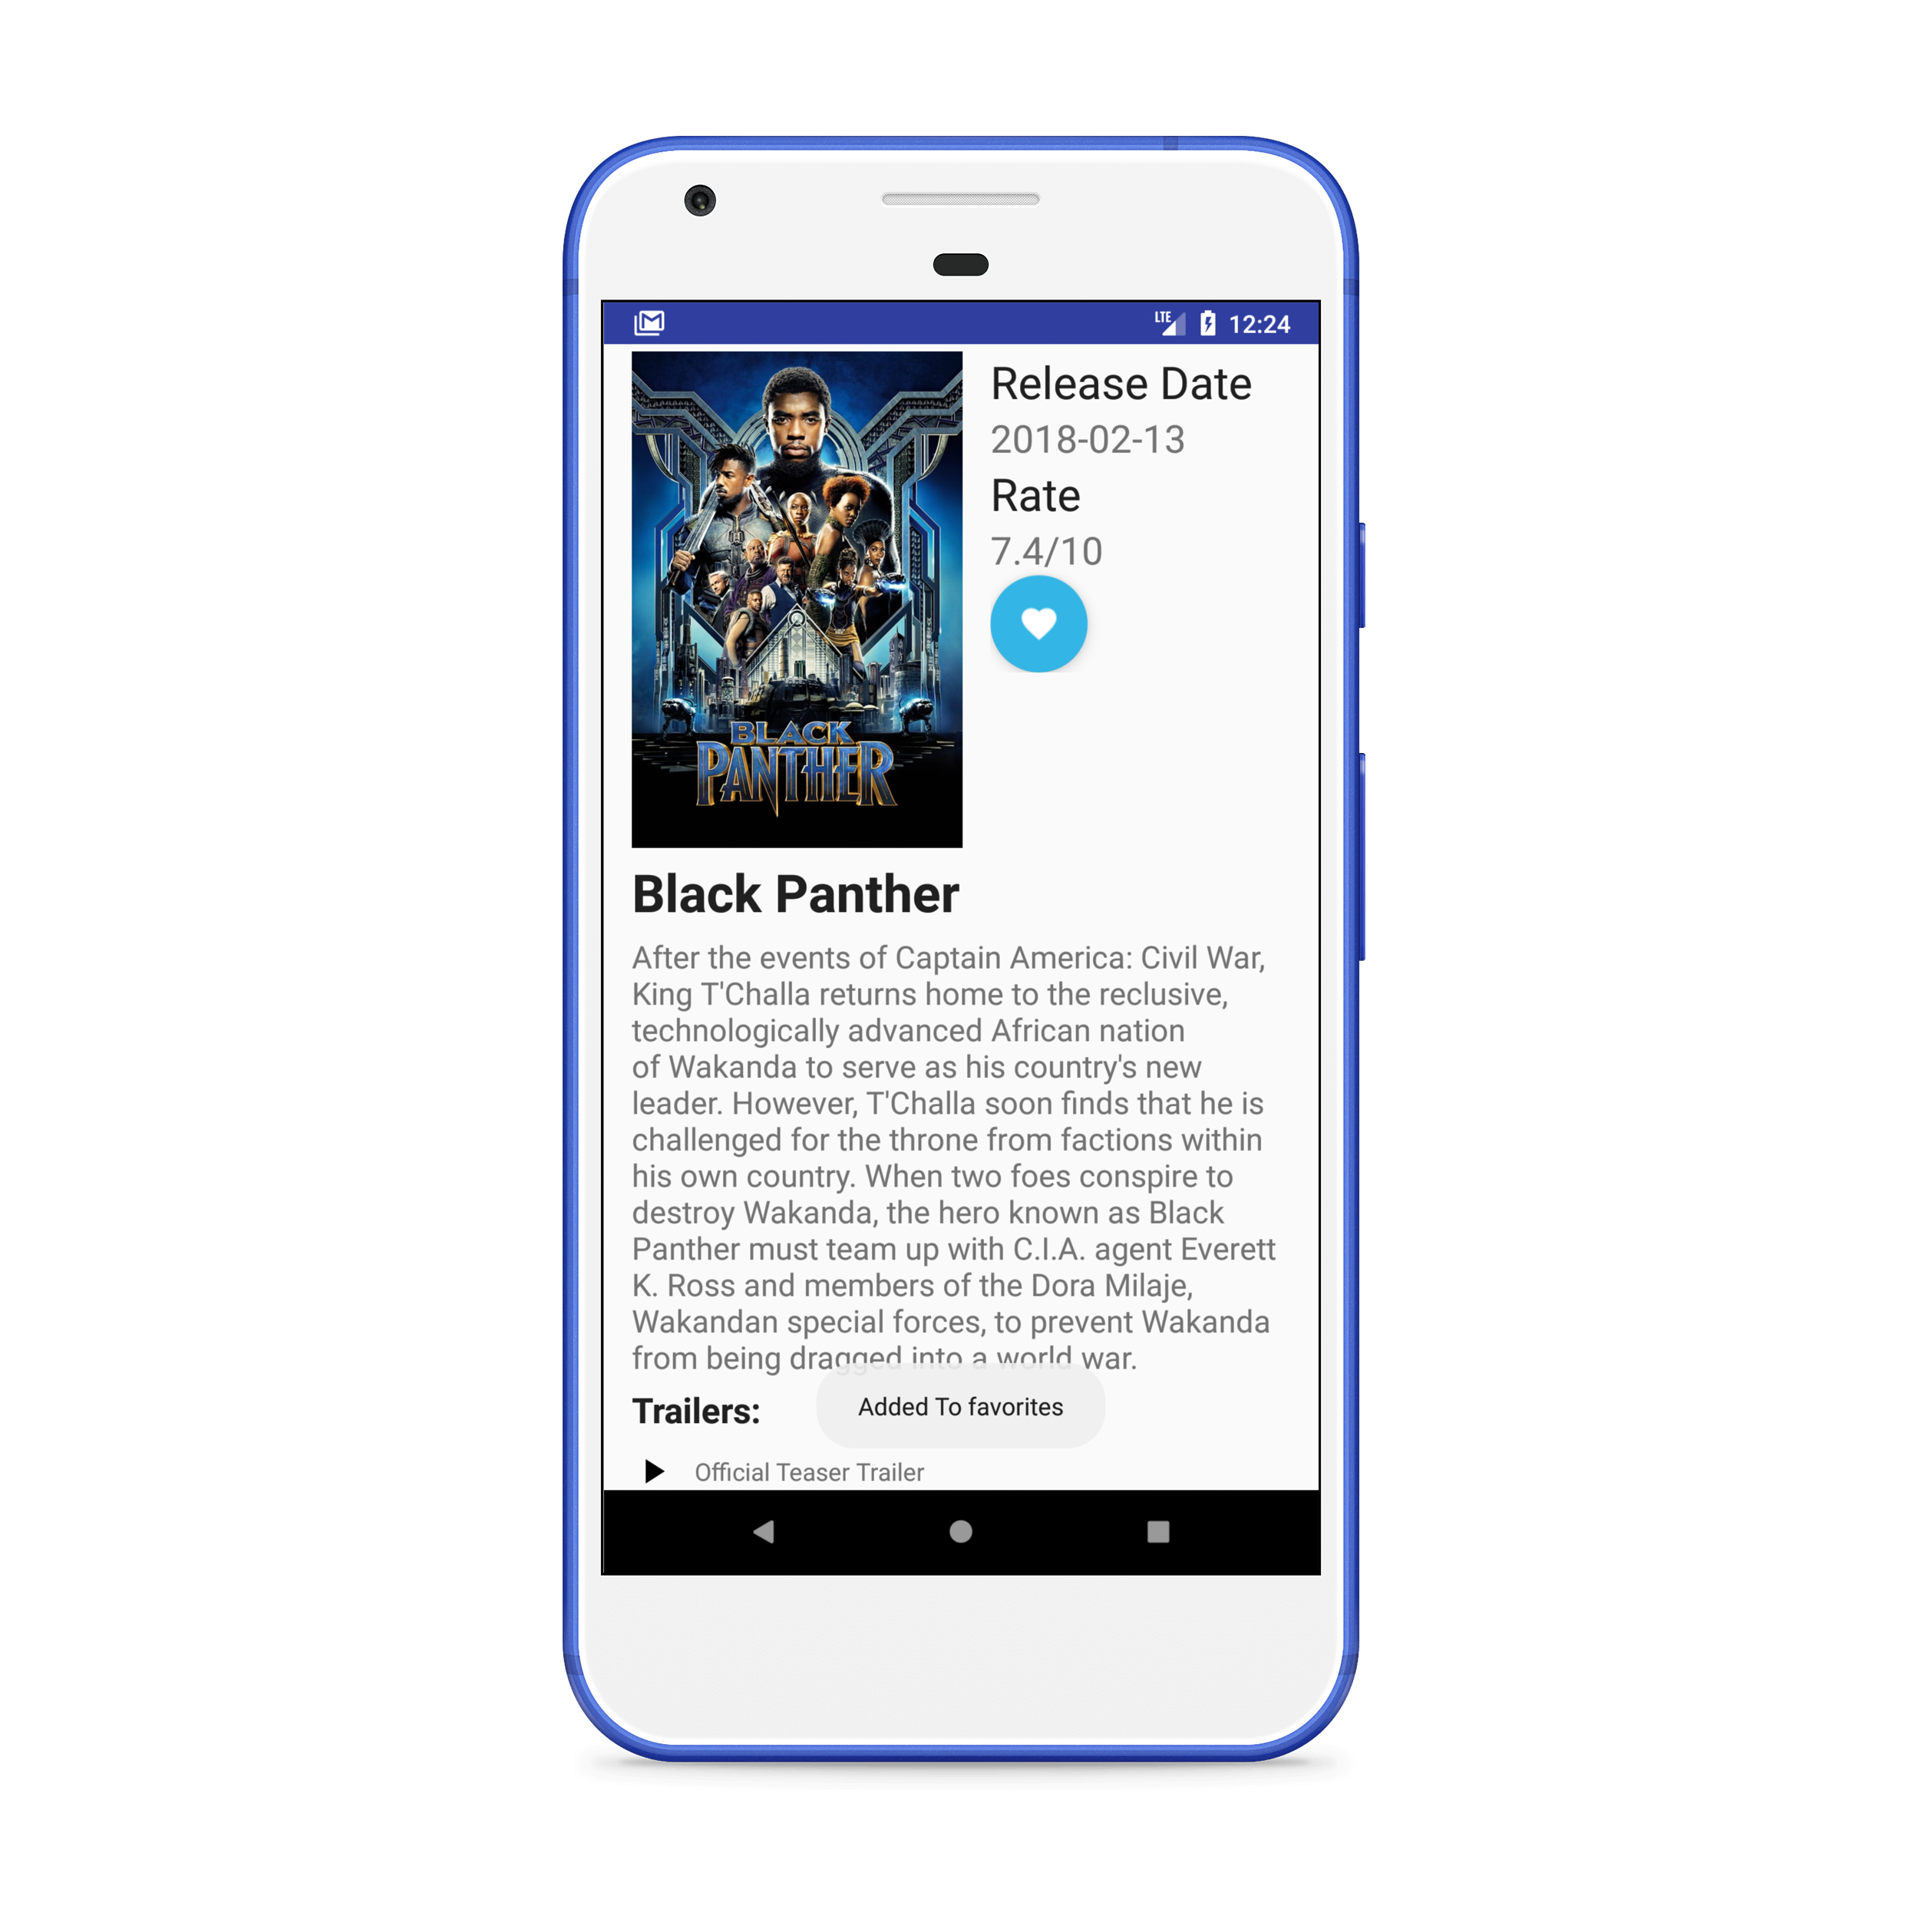 LTE 12:24
Release Date
2018-02-13
Rate
7.4/10
BLACK
PANTHER
Black Panther
After the events of Captain America: Civil War,
King T'Challa returns home to the reclusive,
technologically advanced African nation
of Wakanda to serve as his country's new
leader. However, T'Challa soon finds that he is
challenged for the throne from factions within
his own country. When two foes conspire to
destroy Wakanda, the hero known as Black
Panther must team up with C.I.A. agent Everett
K. Ross and members of the Dora Milaje,
Wakandan special forces, to prevent Wakanda
from being dragged into a world war.
Trailers:
Added To favorites
Official Teaser Trailer